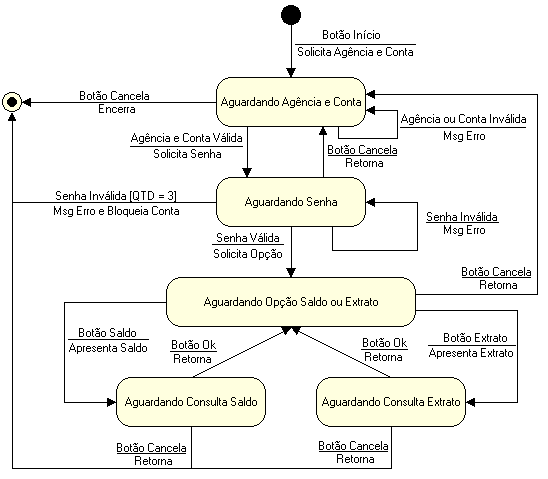 Botão Início
Solicita Agência e Conta
Botão Cancela
Encerra
Aguardando Agência e Conta
Agência ou Conta Inválida
Msg Erro
Agência e Conta Válida
Solicita Senha
Botão Cancela
Retorna
Senha Inválida [QTD = 3]
Msg Erro e Bloqueia Conta
Aguardando Senha
Senha Inválida
Msg Erro
Senha Válida
Solicita Opção
Botão Cancela
Retorna
Aguardando Opção Saldo ou Extrato
Botão Saldo
Apresenta Saldo
Botão Ok
Retorna
Botão Ok
Retorna
Botão Extrato
Apresenta Extrato
Aguardando Consulta Saldo
Aguardando Consulta Extrato
Botão Cancela
Retorna
Botão Cancela
Retorna